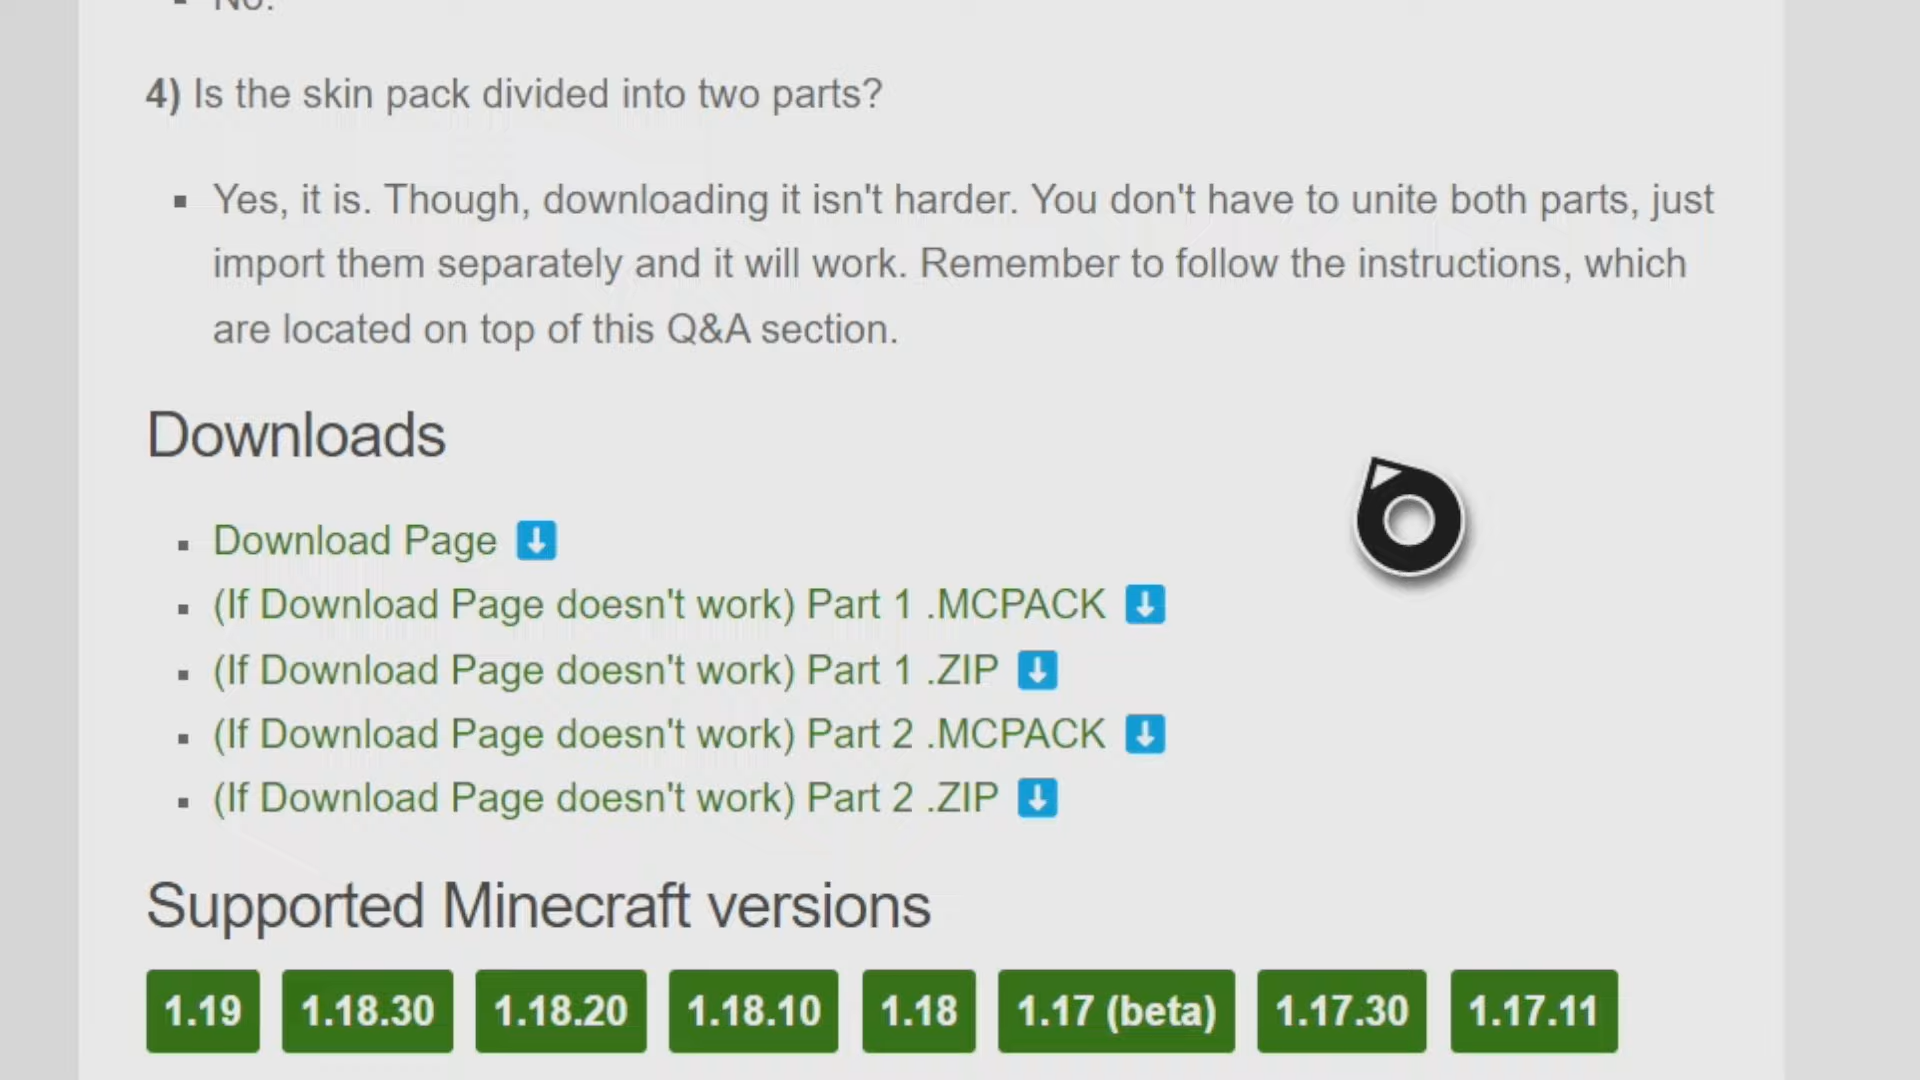 No.
4) Is the skin pack divided into two parts?
Yes, it is. Though, downloading it isn't harder. You don't have to unite both parts, just
import them separately and it will work. Remember to follow the instructions, which
are located on top of this Q&A section.
Downloads
Download Page
(If Download Page doesn't work) Part 1 .MCPACK
(If Download Page doesn't work) Part 1 .ZIP
(If Download Page doesn't work) Part 2 .MCPACK
(If Download Page doesn't work) Part 2 .ZIP
Supported Minecraft versions
1.19 1.18.30 1.18.20 1.18.10 1.18 1.17 (beta) 1.17.30 1.17.11